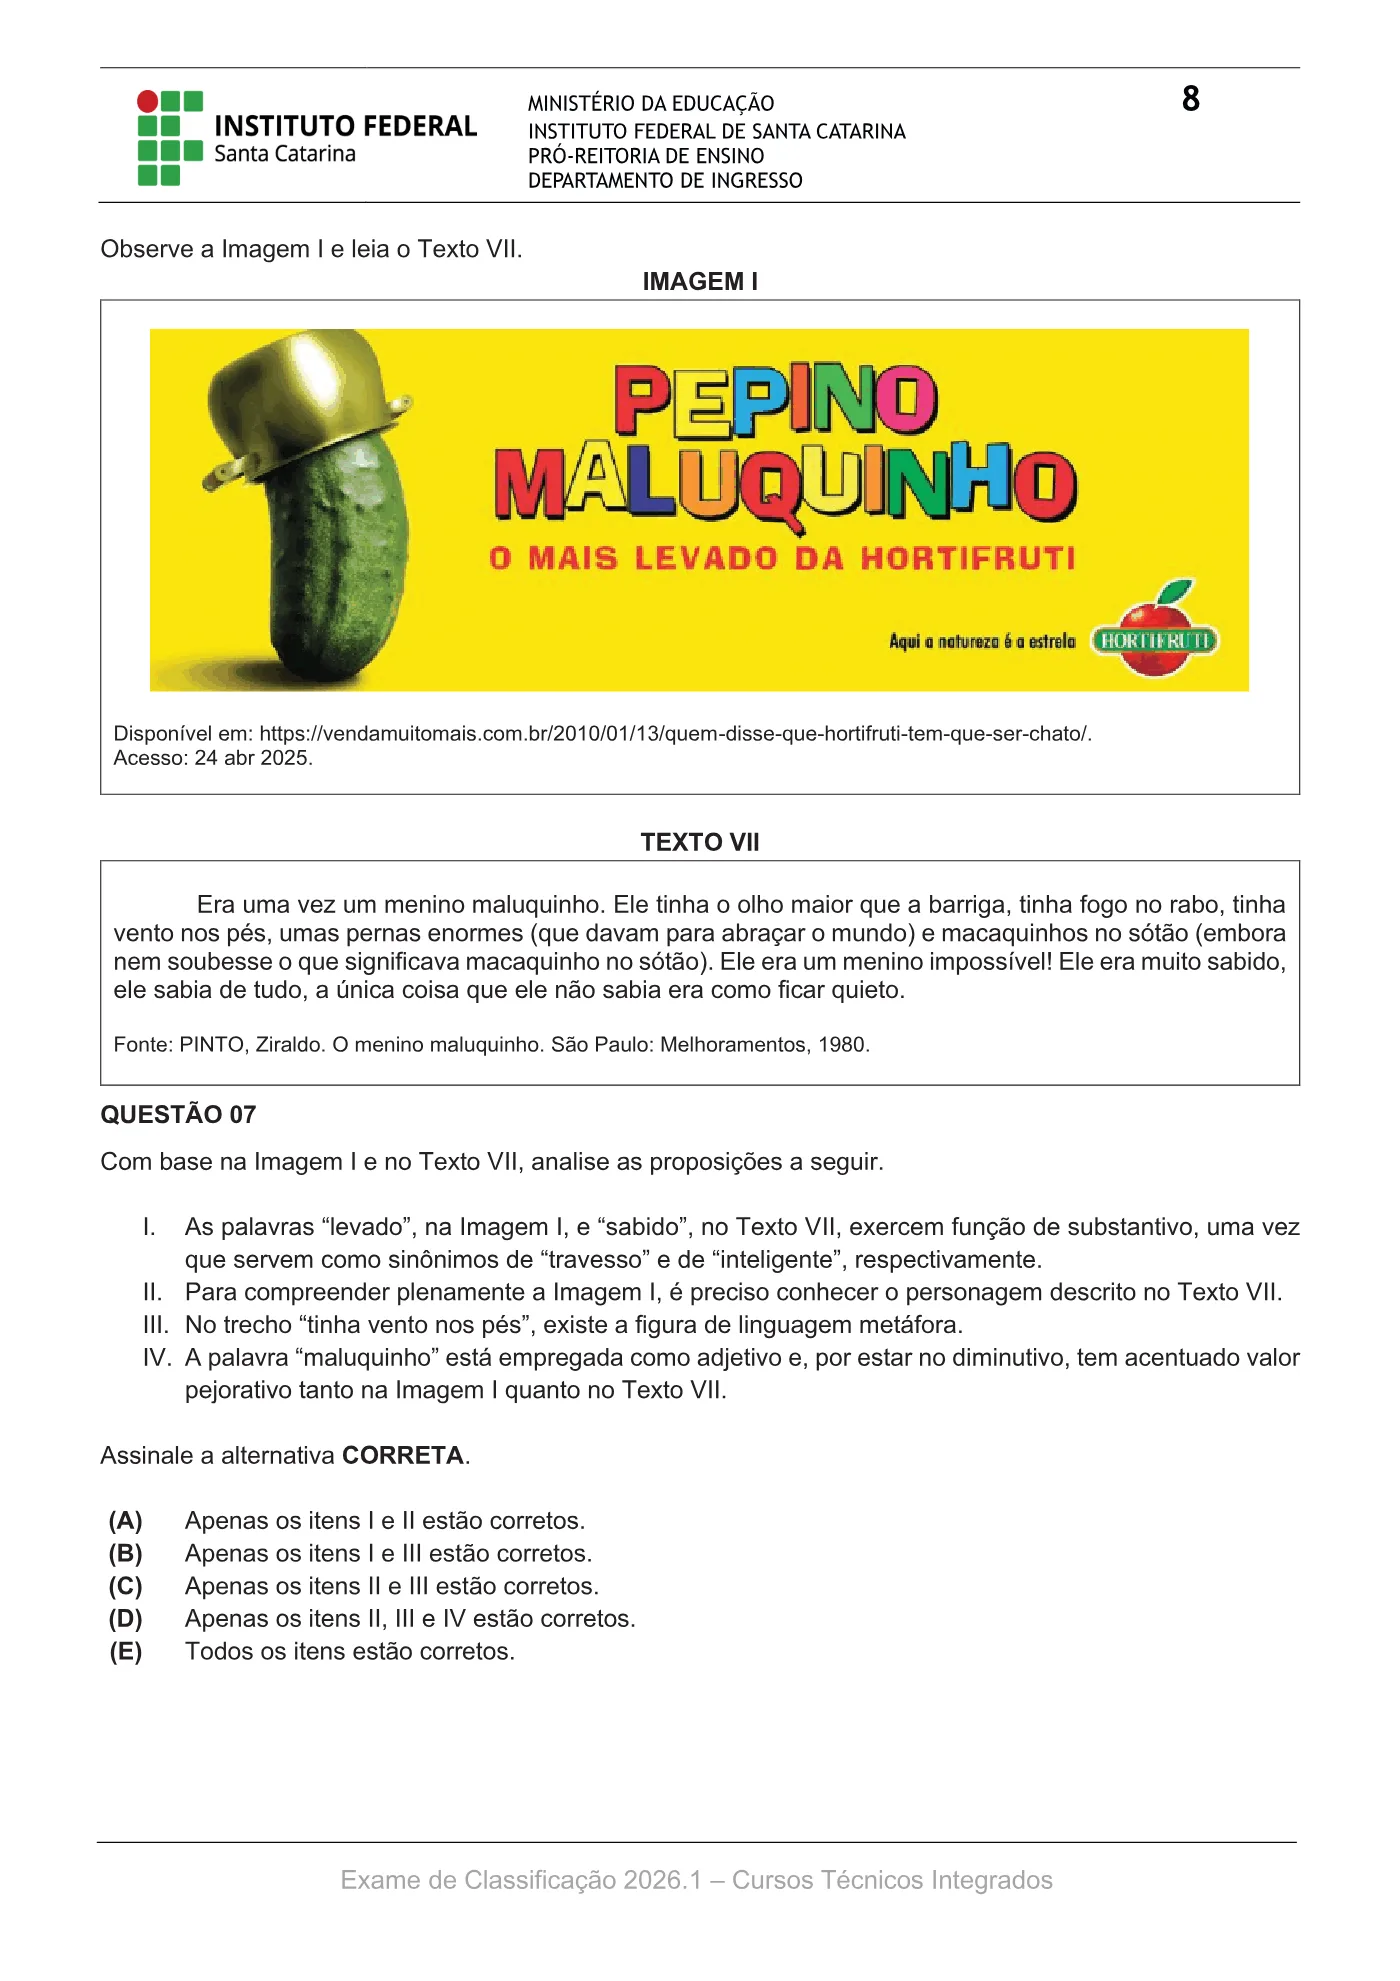 INSTITUTO FEDERAL
Santa Catarina
MINISTÉRIO DA EDUCAÇÃO
INSTITUTO FEDERAL DE SANTA CATARINA
PRÓ-REITORIA DE ENSINO
DEPARTAMENTO DE INGRESSO
8
Observe a Imagem I e leia o Texto VII.
IMAGEM I
PEPINO
MALUQUINHO
O MAIS LEVADO DA HORTIFRUTI
Aqui a natureza é a estrela
HORTIFRUTI
Disponível em: https://vendamuitomais.com.br/2010/01/13/quem-disse-que-hortifruti-tem-que-ser-chato/.
Acesso: 24 abr 2025.
TEXTO VII
Era uma vez um menino maluquinho. Ele tinha o olho maior que a barriga, tinha fogo no rabo, tinha
vento nos pés, umas pernas enormes (que davam para abraçar o mundo) e macaquinhos no sótão (embora
nem soubesse o que significava macaquinho no sótão). Ele era um menino impossível! Ele era muito sabido,
ele sabia de tudo, a única coisa que ele não sabia era como ficar quieto.
Fonte: PINTO, Ziraldo. O menino maluquinho. São Paulo: Melhoramentos, 1980.
QUESTÃO 07
Com base na Imagem I e no Texto VII, analise as proposições a seguir.
I. As palavras “levado”, na Imagem I, e “sabido”, no Texto VII, exercem função de substantivo, uma vez
que servem como sinônimos de “travesso” e de “inteligente”, respectivamente.
II. Para compreender plenamente a Imagem I, é preciso conhecer o personagem descrito no Texto VII.
III. No trecho “tinha vento nos pés”, existe a figura de linguagem metáfora.
IV. A palavra “maluquinho” está empregada como adjetivo e, por estar no diminutivo, tem acentuado valor
pejorativo tanto na Imagem I quanto no Texto VII.
Assinale a alternativa CORRETA.
(A) Apenas os itens I e II estão corretos.
(B) Apenas os itens I e III estão corretos.
(C) Apenas os itens II e III estão corretos.
(D) Apenas os itens II, III e IV estão corretos.
(E) Todos os itens estão corretos.
Exame de Classificação 2026.1 – Cursos Técnicos Integrados